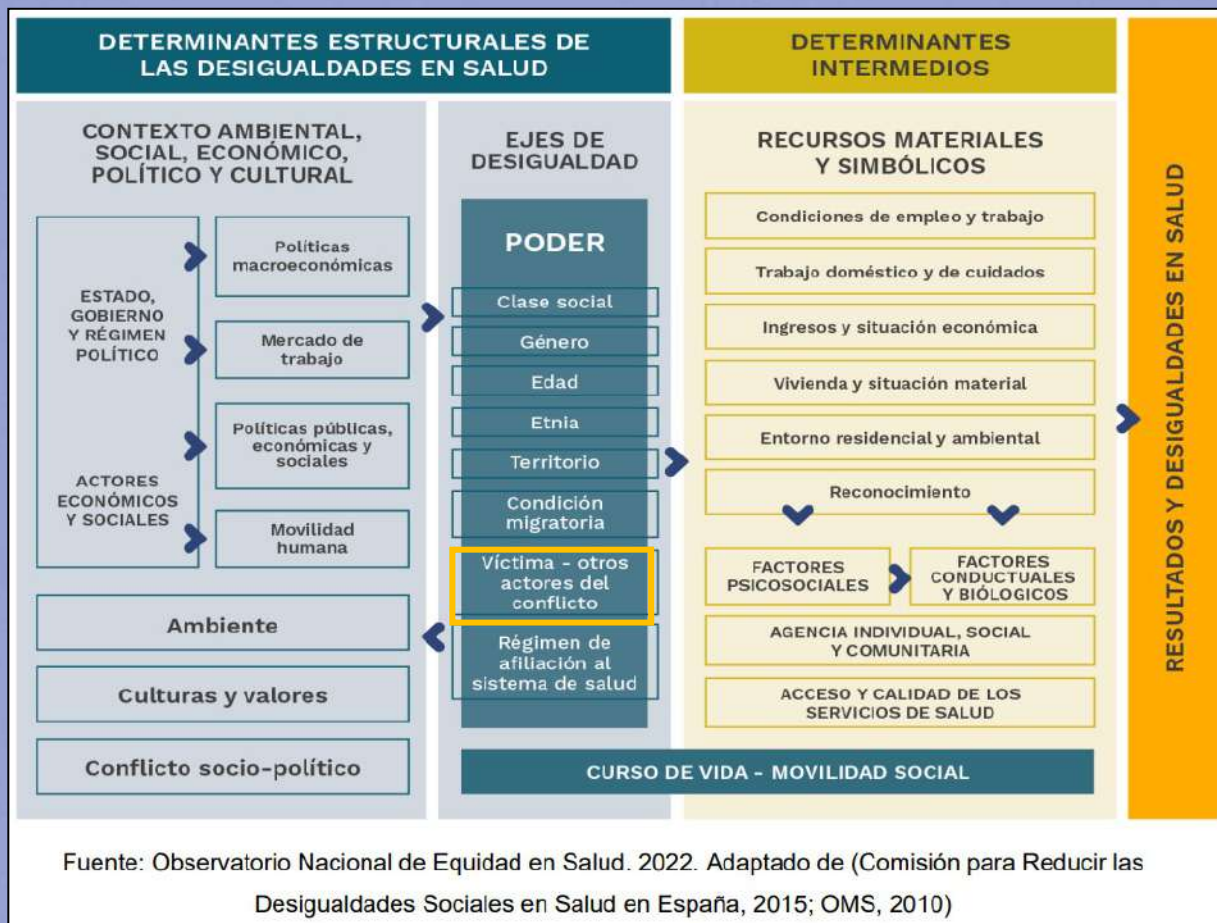 DETERMINANTES ESTRUCTURALES DE
LAS DESIGUALDADES EN SALUD
DETERMINANTES
INTERMEDIOS
CONTEXTO AMBIENTAL,
SOCIAL, ECONÓMICO,
POLÍTICO Y CULTURAL
ESTADO,
GOBIERNO
Y RÉGIMEN
POLÍTICO
ACTORES
ECONÓMICOS
Y SOCIALES
Políticas
macroeconómicas
Mercado de
trabajo
Políticas públicas,
económicas y
sociales
Movilidad
humana
Ambiente
Culturas y valores
Conflicto socio-político
EJES DE
DESIGUALDAD
PODER
Clase social
Género
Edad
Etnia
Territorio
Condición
migratoria
Víctima - otros
actores del
conflicto
Régimen de
afiliación al
sistema de salud
RECURSOS MATERIALES
Y SIMBÓLICOS
Condiciones de empleo y trabajo
Trabajo doméstico y de cuidados
Ingresos y situación económica
Vivienda y situación material
Entorno residencial y ambiental
Reconocimiento
FACTORES
PSICOSOCIALES
FACTORES
CONDUCTUALES
Y BIÓLOGICOS
AGENCIA INDIVIDUAL, SOCIAL
Y COMUNITARIA
ACCESO Y CALIDAD DE LOS
SERVICIOS DE SALUD
CURSO DE VIDA - MOVILIDAD SOCIAL
RESULTADOS Y DESIGUALDADES EN SALUD
Fuente: Observatorio Nacional de Equidad en Salud. 2022. Adaptado de (Comisión para Reducir las
Desigualdades Sociales en Salud en España, 2015; OMS, 2010)